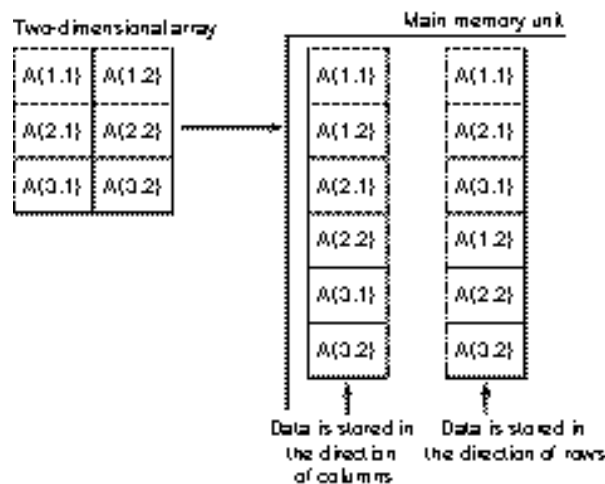 Two-dimensional array
Main memory unit
A(1.1) A(1.2)
A(2.1) A(2.2)
A(3.1) A(3.2)
A(1.1)
A(1.2)
A(2.1)
A(2.2)
A(3.1)
A(3.2)
A(1.1)
A(2.1)
A(3.1)
A(1.2)
A(2.2)
A(3.2)
Data is stored in
the direction
of columns
Data is stored in
the direction of rows